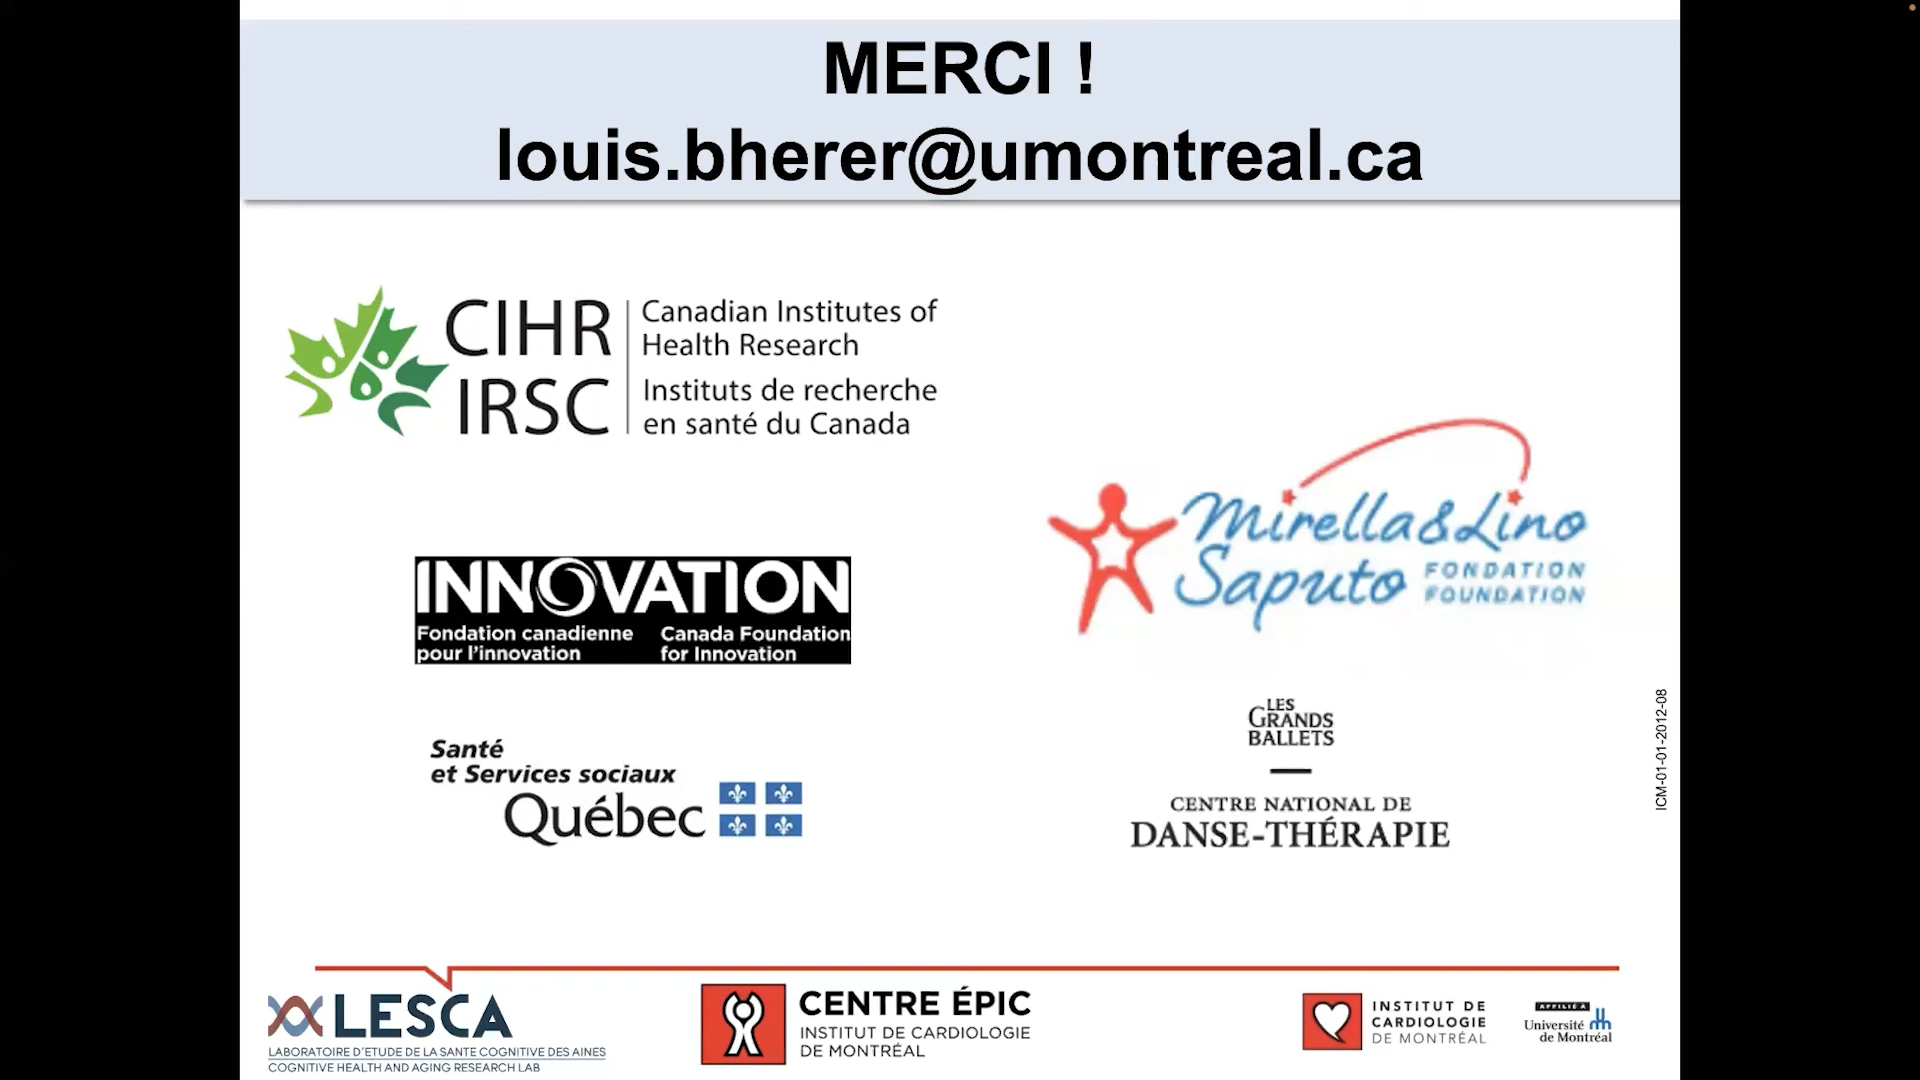 MERCI !
louis.bherer@umontreal.ca
CIHR
IRSC
Canadian Institutes of
Health Research
Instituts de recherche
en santé du Canada
Mirella&Lino
Saputo
FONDATION
FOUNDATION
INNOVATION
Fondation canadienne
pour l'innovation
Canada Foundation
for Innovation
Santé
et Services sociaux
Québec
LES
GRANDS
BALLETS
CENTRE NATIONAL DE
DANSE-THÉRAPIE
ICM-01-01-2012-08
LESCA
LABORATOIRE D'ETUDE DE LA SANTE COGNITIVE DES AINES
COGNITIVE HEALTH AND AGING RESEARCH LAB
CENTRE ÉPIC
INSTITUT DE CARDIOLOGIE
DE MONTRÉAL
INSTITUT DE
CARDIOLOGIE
DE MONTRÉAL
AFFILIÉ À
Université
de Montréal